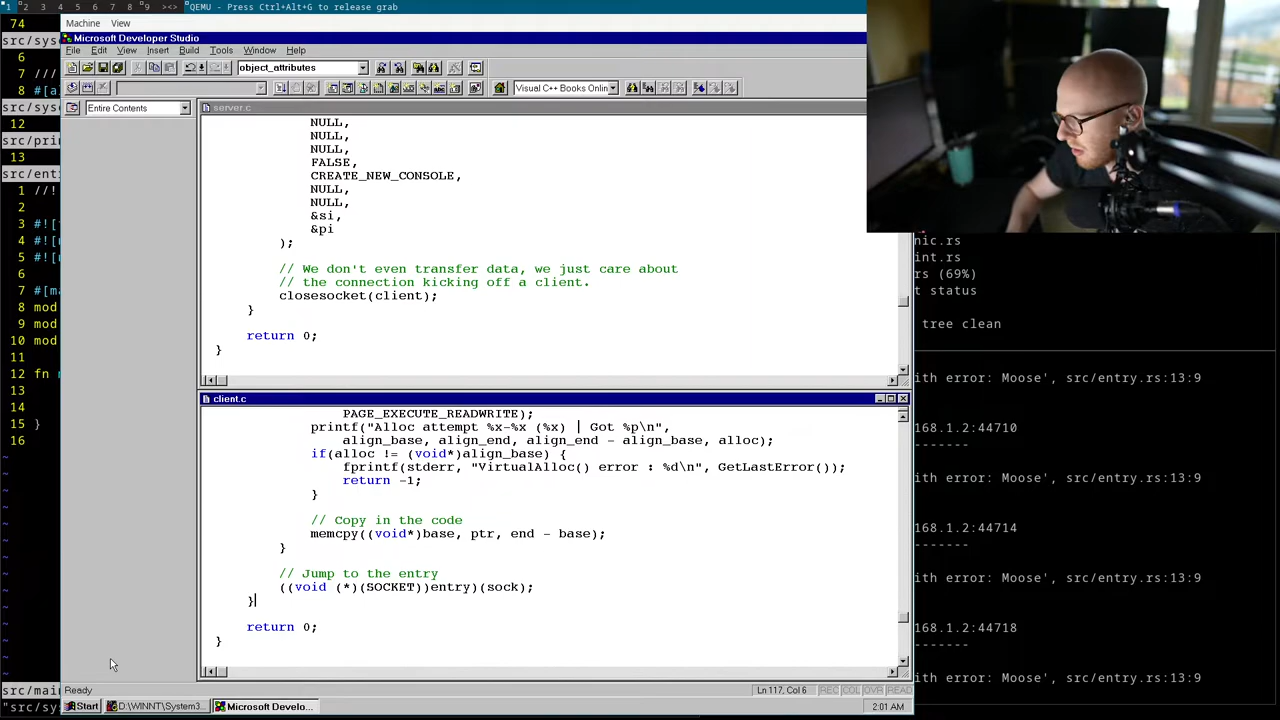 1 2 3 4 5 6 7 8 9 ><> QEMU - Press Ctrl+Alt+G to release grab
74
src/sys
6
7 ///
8 #[a
src/sys
12
src/pri
13
src/ent
1 //!
2
3 #![
4 #![
5 #![
6
7 #[ma
8 mod
9 mod
10 mod
11
12 fn
13
14
15 }
16
~
~
~
~
~
~
~
~
~
~
~
~
~
src/mai
"src/sy
Machine View
Microsoft Developer Studio
File Edit View Insert Build Tools Window Help
object_attributes
Visual C++ Books Onlin
Entire Contents
server.c
NULL,
NULL,
NULL,
FALSE,
CREATE_NEW_CONSOLE,
NULL,
NULL,
&si,
&pi
);
// We don't even transfer data, we just care about
// the connection kicking off a client.
closesocket(client);
}
return 0;
}
client.c
PAGE_EXECUTE_READWRITE);
printf("Alloc attempt %x-%x (%x) | Got %p\n",
align_base, align_end, align_end - align_base, alloc);
if(alloc != (void*)align_base) {
fprintf(stderr, "VirtualAlloc() error : %d\n", GetLastError());
return -1;
}
// Copy in the code
memcpy((void*)base, ptr, end - base);
}
// Jump to the entry
((void (*)(SOCKET))entry)(sock);
}
return 0;
}
Ready
Ln 117, Col 6
REC COL OVR READ
Start D:\WINNT\System3... Microsoft Develo...
2:01 AM
nic.rs
int.rs
rs (69%)
t status
tree clean
ith error: Moose', src/entry.rs:13:9
168.1.2:44710
--------
ith error: Moose', src/entry.rs:13:9
168.1.2:44714
-------
ith error: Moose', src/entry.rs:13:9
168.1.2:44718
-------
ith error: Moose', src/entry.rs:13:9